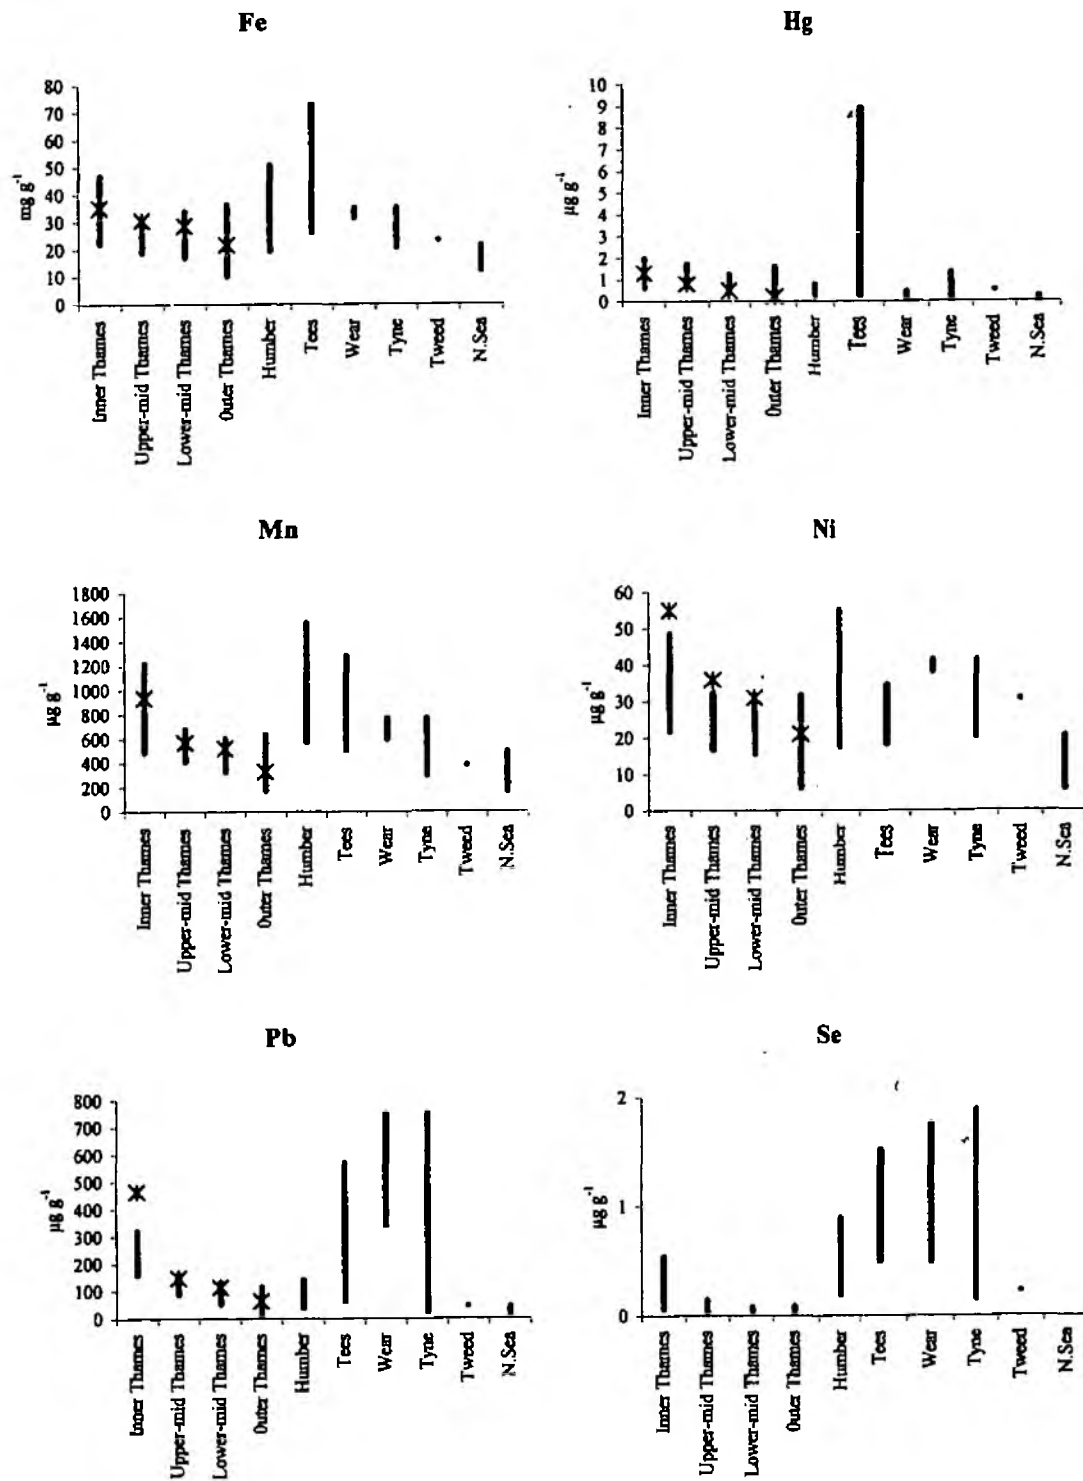 Fe
mg g-1
80
70
60
50
40
30
20
10
0
Inner Thames
Upper-mid Thames
Lower-mid Thames
Outer Thames
Humber
Tees
Wear
Tyne
Tweed
N.Sea
Hg
µg g-1
10
9
8
7
6
5
4
3
2
1
0
Inner Thames
Upper-mid Thames
Lower-mid Thames
Outer Thames
Humber
Tees
Wear
Tyne
Tweed
N.Sea
Mn
µg g-1
1800
1600
1400
1200
1000
800
600
400
200
0
Inner Thames
Upper-mid Thames
Lower-mid Thames
Outer Thames
Humber
Tees
Wear
Tyne
Tweed
N.Sea
Ni
µg g-1
60
50
40
30
20
10
0
Inner Thames
Upper-mid Thames
Lower-mid Thames
Outer Thames
Humber
Tees
Wear
Tyne
Tweed
N.Sea
Pb
µg g-1
800
700
600
500
400
300
200
100
0
Inner Thames
Upper-mid Thames
Lower-mid Thames
Outer Thames
Humber
Tees
Wear
Tyne
Tweed
N.Sea
Se
µg g-1
2
1
0
Inner Thames
Upper-mid Thames
Lower-mid Thames
Outer Thames
Humber
Tees
Wear
Tyne
Tweed
N.Sea